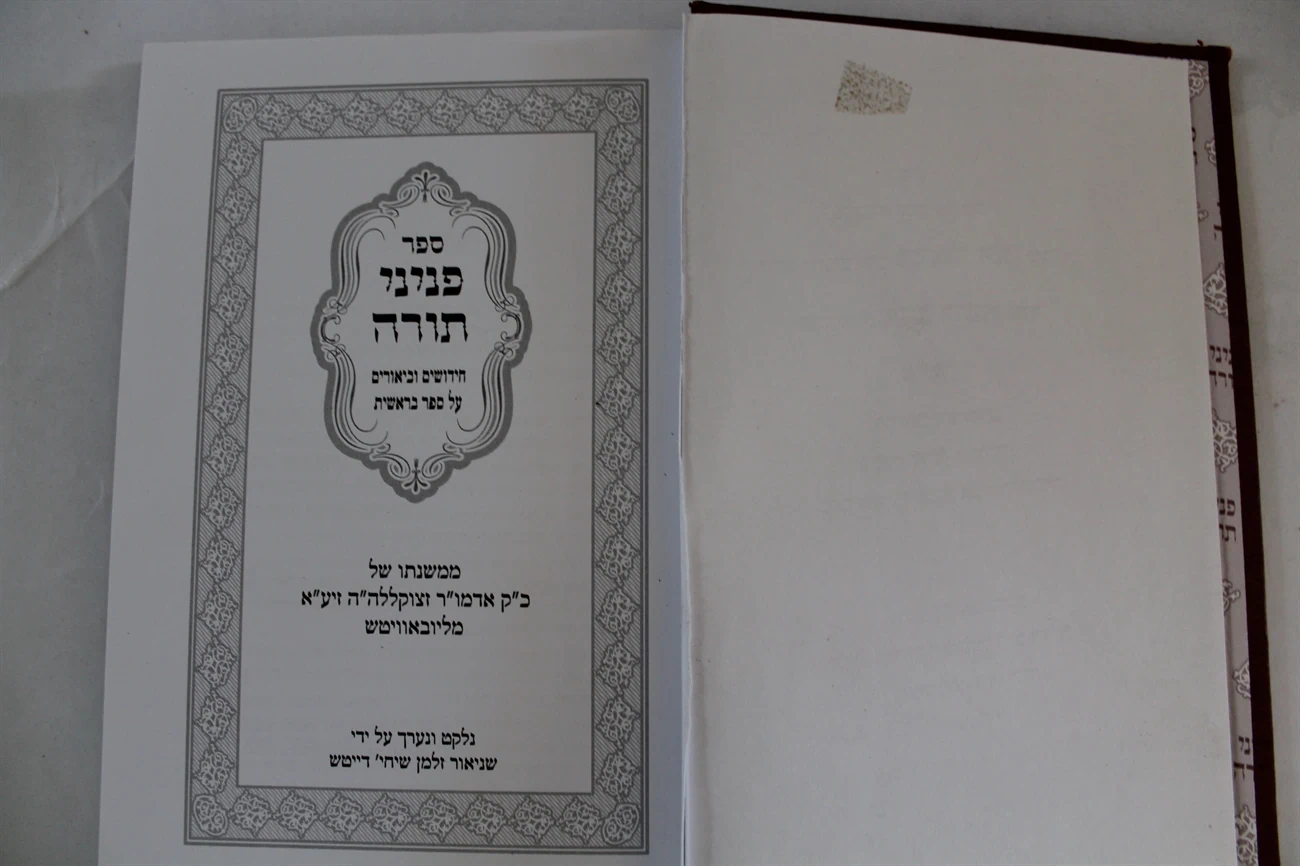 ספר
פניני
תורה
חידושים וביאורים
על ספר בראשית
ממשנתו של
כ״ק אדמו״ר זצוקללה״ה זיע״א
מליובאוויטש
נלקט ונערך על ידי
שניאור זלמן שיחי׳ דייטש